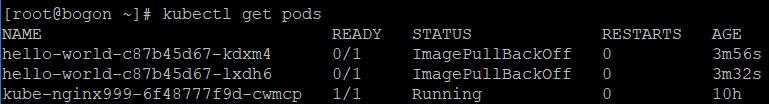 [root@bogon ~]# kubectl get pods
NAME READY STATUS RESTARTS AGE
hello-world-c87b45d67-kdxm4 0/1 ImagePullBackOff 0 3m56s
hello-world-c87b45d67-lxdh6 0/1 ImagePullBackOff 0 3m32s
kube-nginx999-6f48777f9d-cwmcp 1/1 Running 0 10h